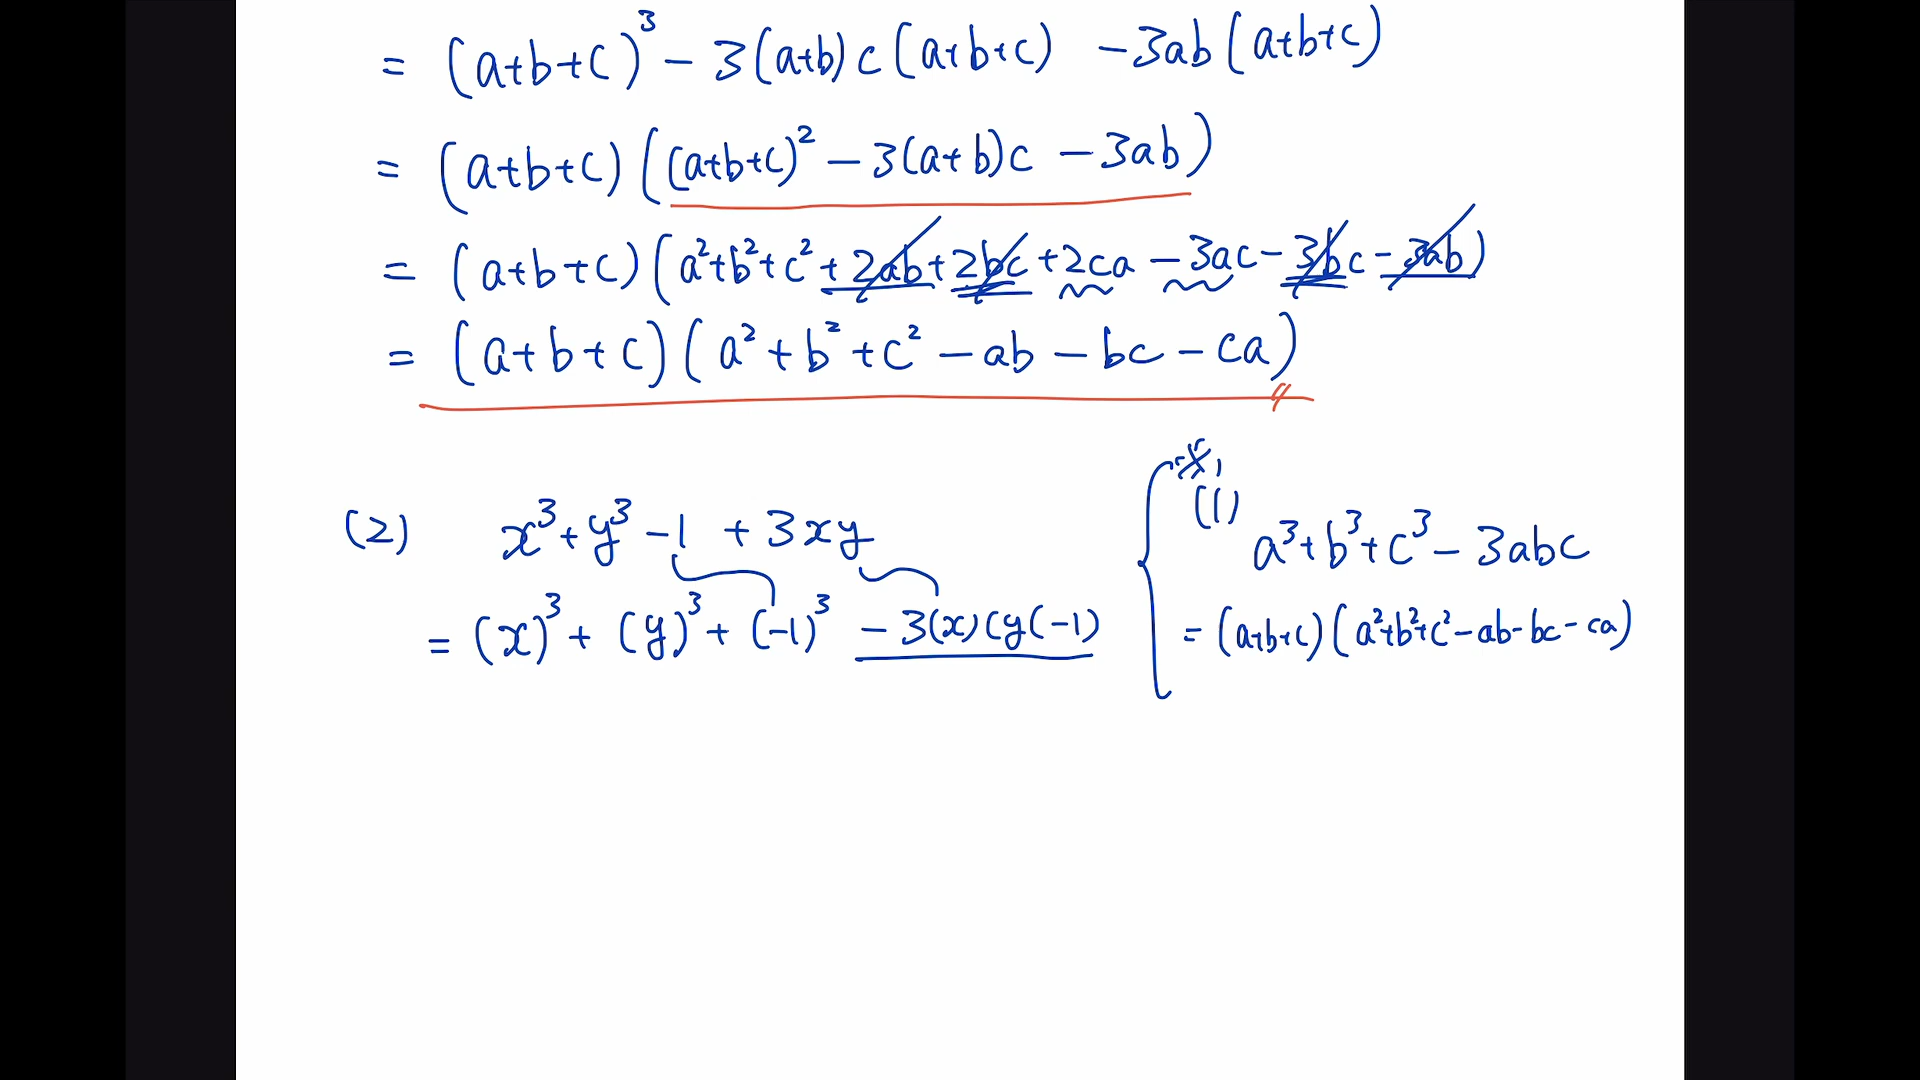 = (a+b+c)³ - 3(a+b)c(a+b+c) - 3ab(a+b+c)
= (a+b+c)((a+b+c)² - 3(a+b)c - 3ab)
= (a+b+c)(a²+b²+c²+2ab+2bc+2ca-3ac-3bc-3ab)
= (a+b+c)(a²+b²+c²-ab-bc-ca)
(2) x³+y³-1+3xy
= (x)³+(y)³+(-1)³-3(x)(y(-1)
(1)
a³+b³+c³-3abc
= (a+b+c)(a²+b²+c²-ab-bc-ca)